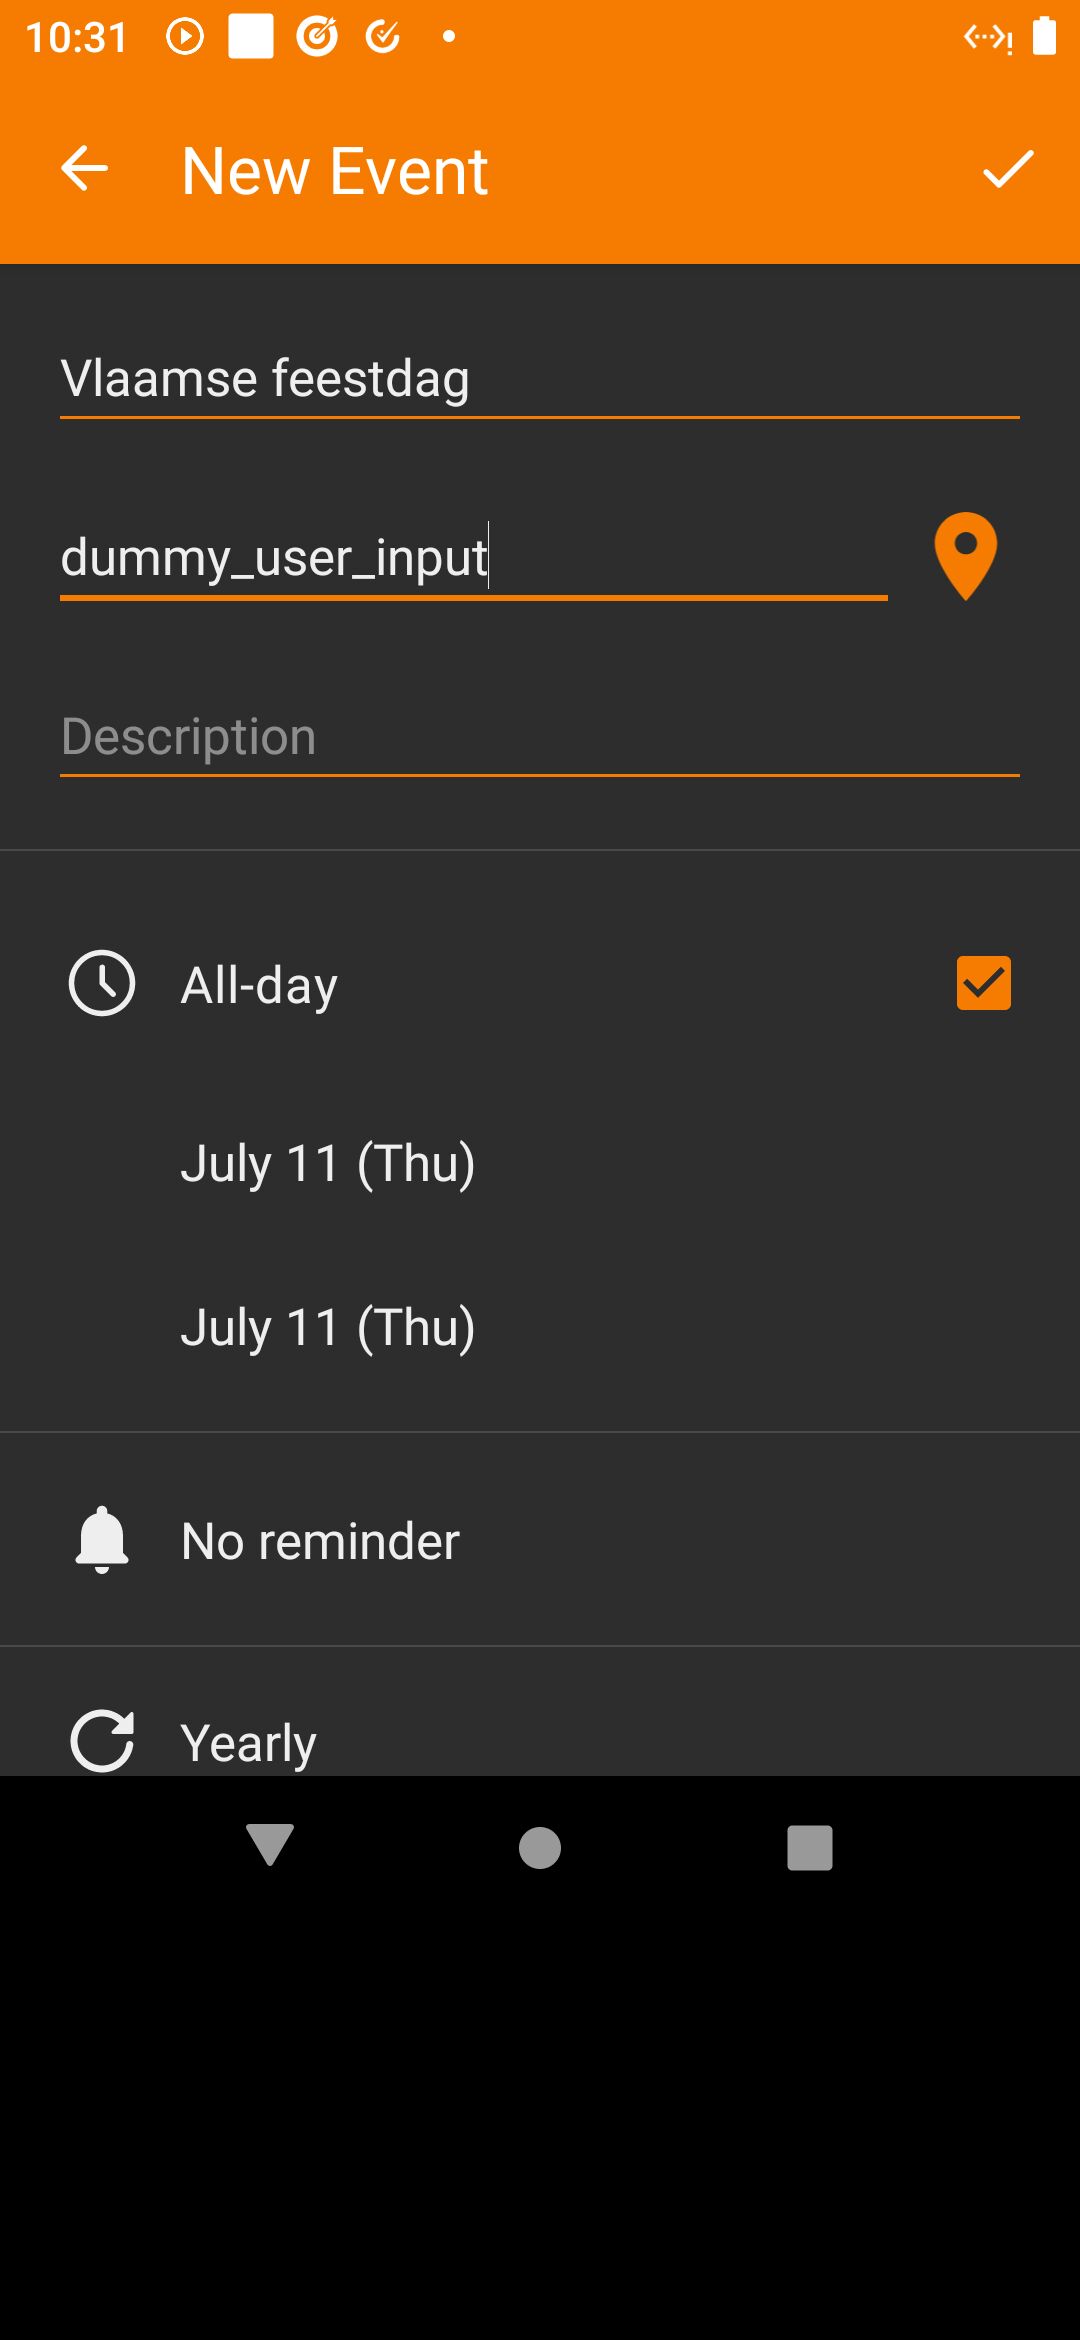 10:31
New Event
Vlaamse feestdag
dummy_user_input
Description
All-day
July 11 (Thu)
July 11 (Thu)
No reminder
Yearly